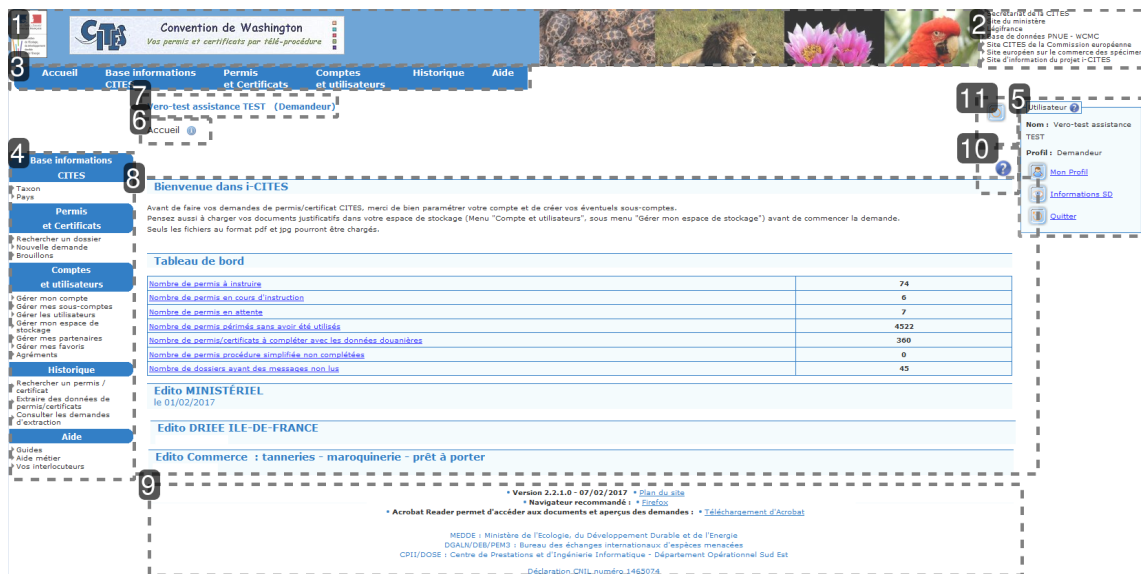 1
CITES
Convention de Washington
Vos permis et certificats par télé-procédure
2
Secrétariat de la CITES
Site du ministère
Légifrance
Base de données PNUE - WCMC
Site CITES de la Commission européenne
Site européen sur le commerce des spécimen
Site d'information du projet i-CITES
3
Accueil
Base informations
CITES
Permis
et Certificats
Comptes
et utilisateurs
Historique
Aide
7
Vero-test assistance TEST (Demandeur)
6
Accueil
11
5
Utilisateur
Nom : Vero-test assistance
TEST
Profil : Demandeur
Mon Profil
Informations SD
Quitter
10
4
Base informations
CITES
Taxon
Pays
Permis
et Certificats
Rechercher un dossier
Nouvelle demande
Brouillons
Comptes
et utilisateurs
Gérer mon compte
Gérer mes sous-comptes
Gérer les utilisateurs
Gérer mon espace de
stockage
Gérer mes partenaires
Gérer mes favoris
Agréments
Historique
Rechercher un permis /
certificat
Extraire des données de
permis/certificats
Consulter les demandes
d'extraction
Aide
Guides
Aide métier
Vos interlocuteurs
8
Bienvenue dans i-CITES
Avant de faire vos demandes de permis/certificat CITES, merci de bien paramétrer votre compte et de créer vos éventuels sous-comptes.
Pensez aussi à charger vos documents justificatifs dans votre espace de stockage (Menu "Compte et utilisateurs", sous menu "Gérer mon espace de stockage") avant de commencer la demande.
Seuls les fichiers au format pdf et jpg pourront être chargés.
Tableau de bord
Nombre de permis à instruire 74
Nombre de permis en cours d'instruction 6
Nombre de permis en attente 7
Nombre de permis périmés sans avoir été utilisés 4522
Nombre de permis/certificats à compléter avec les données douanières 360
Nombre de permis procédure simplifiée non complétées 0
Nombre de dossiers ayant des messages non lus 45
Edito MINISTÉRIEL
le 01/02/2017
Edito DRIEE ILE-DE-FRANCE
Edito Commerce : tanneries - maroquinerie - prêt à porter
9
• Version 2.2.1.0 - 07/02/2017 • Plan du site
• Navigateur recommandé : • Firefox
• Acrobat Reader permet d'accéder aux documents et aperçus des demandes : • Téléchargement d'Acrobat
MEDDE : Ministère de l'Ecologie, du Développement Durable et de l'Energie
DGALN/DEB/PEM3 : Bureau des échanges internationaux d'espèces menacées
CPII/DOSE : Centre de Prestations et d'Ingénierie Informatique - Département Opérationnel Sud Est
Déclaration CNIL numéro 1465074